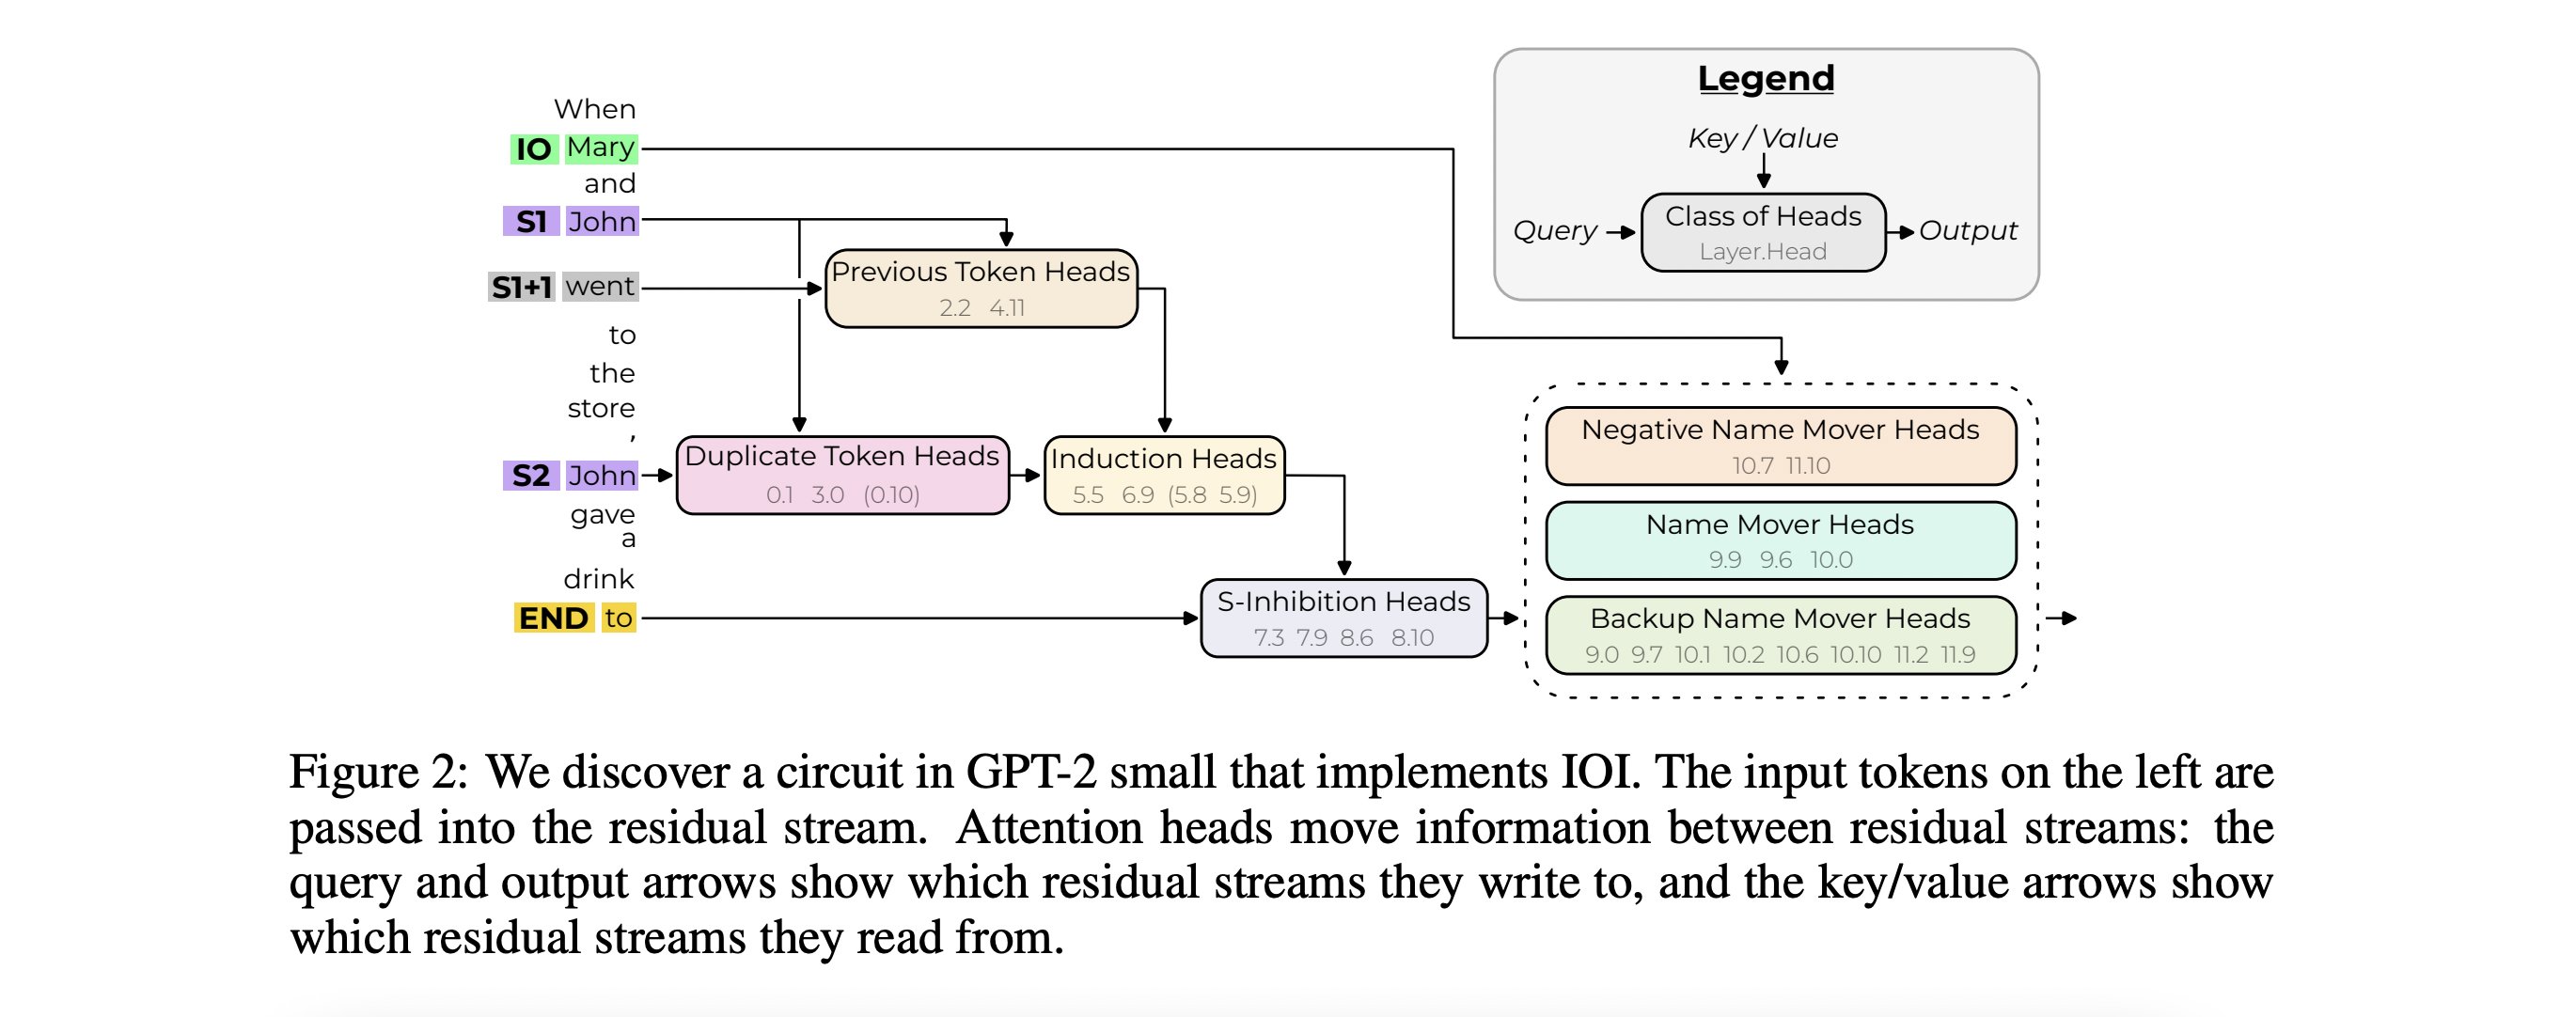 When
IO Mary
and
S1 John
S1+1 went
to
the
store
,
S2 John
gave
a
drink
END to
Previous Token Heads
2.2 4.11
Duplicate Token Heads
0.1 3.0 (0.10)
Induction Heads
5.5 6.9 (5.8 5.9)
S-Inhibition Heads
7.3 7.9 8.6 8.10
Legend
Key / Value
Query
Class of Heads
Layer.Head
Output
Negative Name Mover Heads
10.7 11.10
Name Mover Heads
9.9 9.6 10.0
Backup Name Mover Heads
9.0 9.7 10.1 10.2 10.6 10.10 11.2 11.9
Figure 2: We discover a circuit in GPT-2 small that implements IOI. The input tokens on the left are
passed into the residual stream. Attention heads move information between residual streams: the
query and output arrows show which residual streams they write to, and the key/value arrows show
which residual streams they read from.